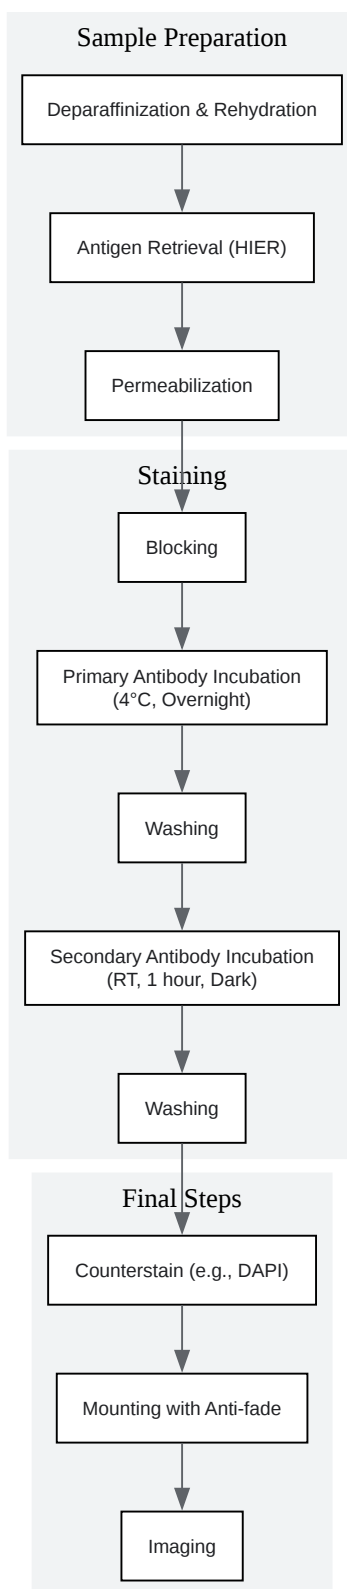 Sample Preparation
Deparaffinization & Rehydration
Antigen Retrieval (HIER)
Permeabilization
Staining
Blocking
Primary Antibody Incubation
(4°C, Overnight)
Washing
Secondary Antibody Incubation
(RT, 1 hour, Dark)
Washing
Final Steps
Counterstain (e.g., DAPI)
Mounting with Anti-fade
Imaging